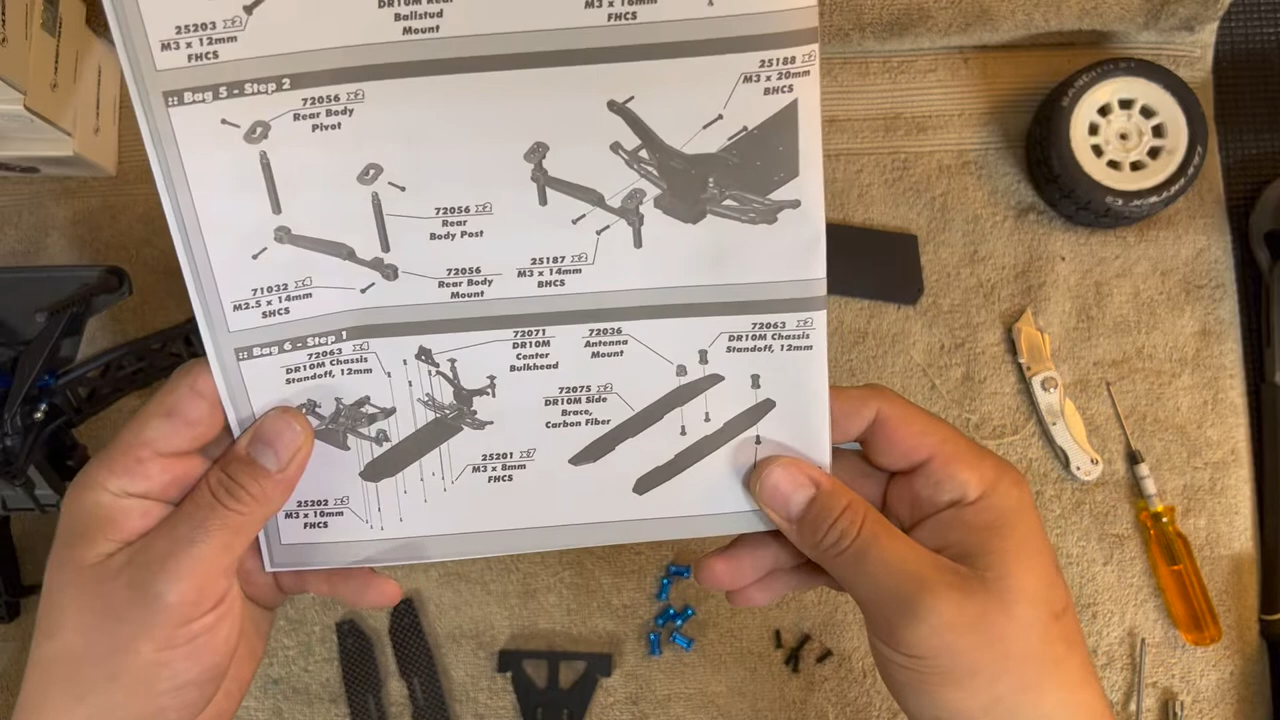 25203 x2
M3 x 12mm
FHCS
DR10M Rear
Ballstud
Mount
M3 x 16mm
FHCS
:: Bag 5 - Step 2
72056 x2
Rear Body
Pivot
25188 x2
M3 x 20mm
BHCS
72056 x2
Rear
Body Post
25187 x2
M3 x 14mm
BHCS
72056
Rear Body
Mount
71032 x4
M2.5 x 14mm
SHCS
:: Bag 6 - Step 1
72063 x4
DR10M Chassis
Standoff, 12mm
72071
DR10M
Center
Bulkhead
72036
Antenna
Mount
72063 x2
DR10M Chassis
Standoff, 12mm
72075 x2
DR10M Side
Brace,
Carbon Fiber
25201 x7
M3 x 8mm
FHCS
25202 x5
M3 x 10mm
FHCS